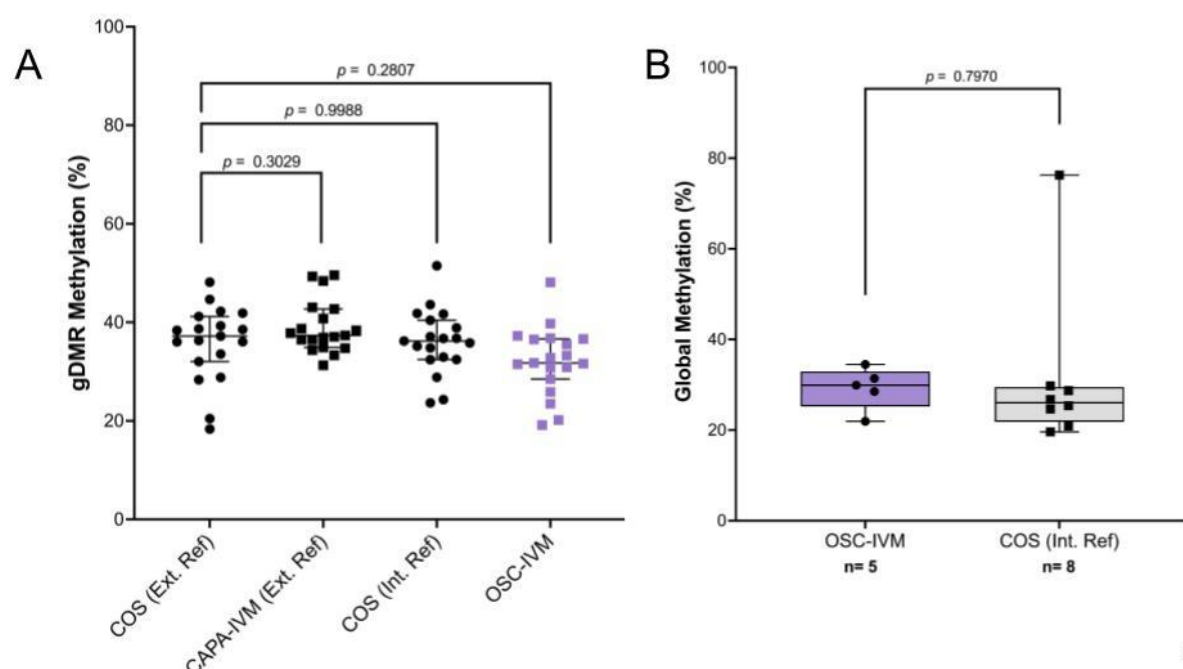 A
gDMR Methylation (%)
100
80
60
40
20
0
p = 0.2807
p = 0.9988
p = 0.3029
COS (Ext. Ref)
CAPA-IVM (Ext. Ref)
COS (Int. Ref)
OSC-IVM
B
Global Methylation (%)
100
80
60
40
20
0
p = 0.7970
OSC-IVM
n= 5
COS (Int. Ref)
n= 8